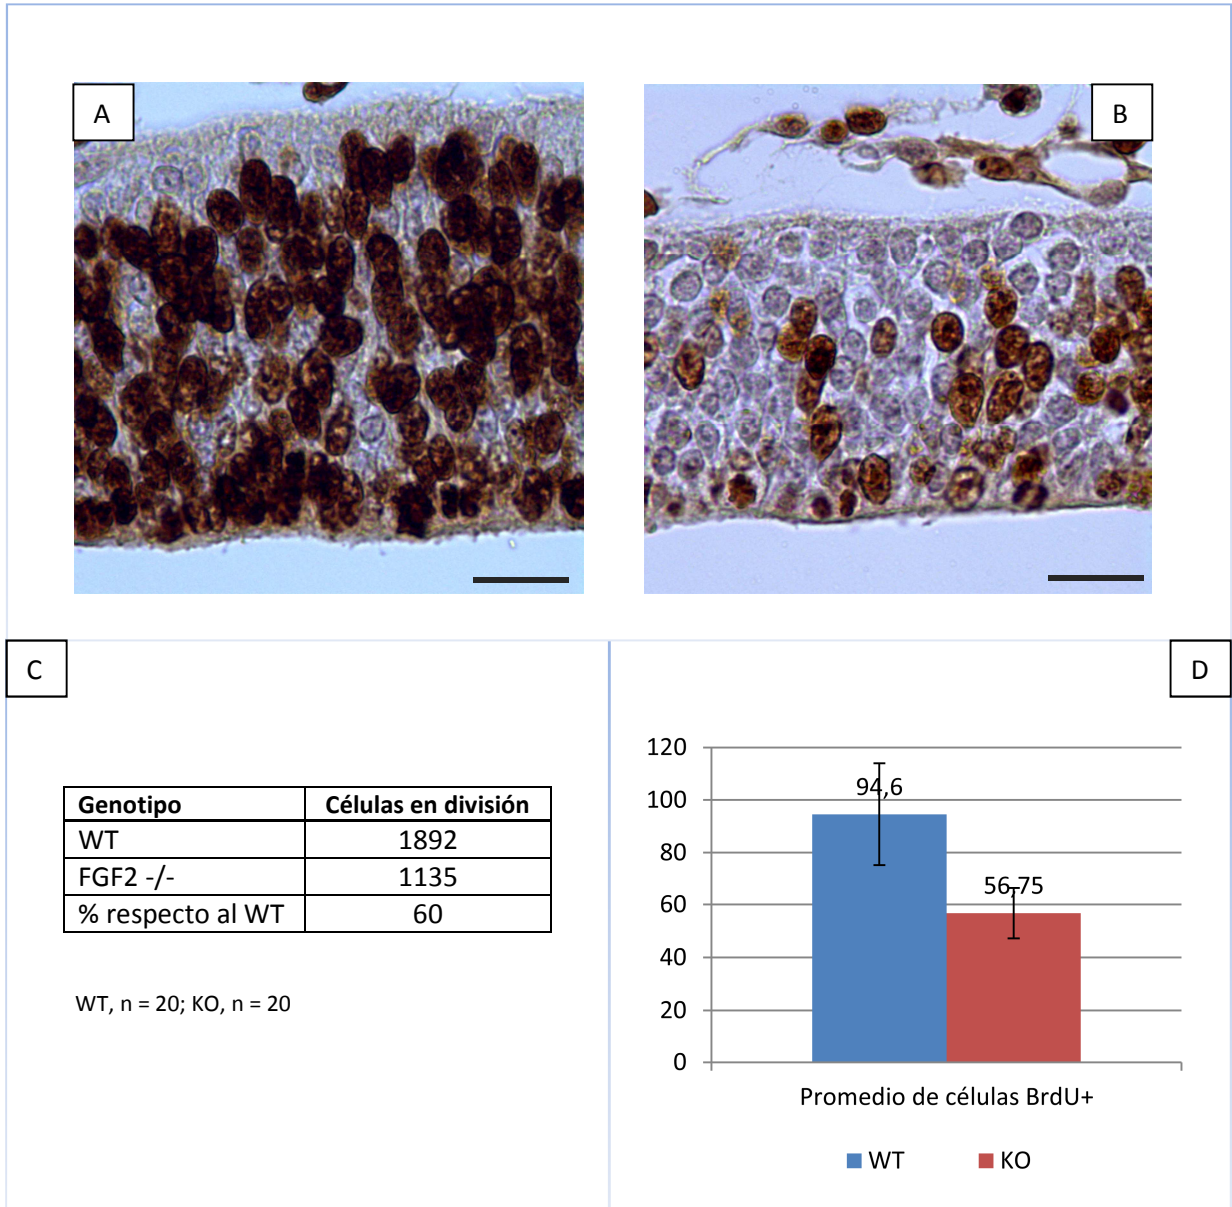 A
B
C
D
Genotipo Células en división
WT 1892
FGF2 -/- 1135
% respecto al WT 60
WT, n = 20; KO, n = 20
120
100
80
60
40
20
0
94,6
56,75
Promedio de células BrdU+
WT KO